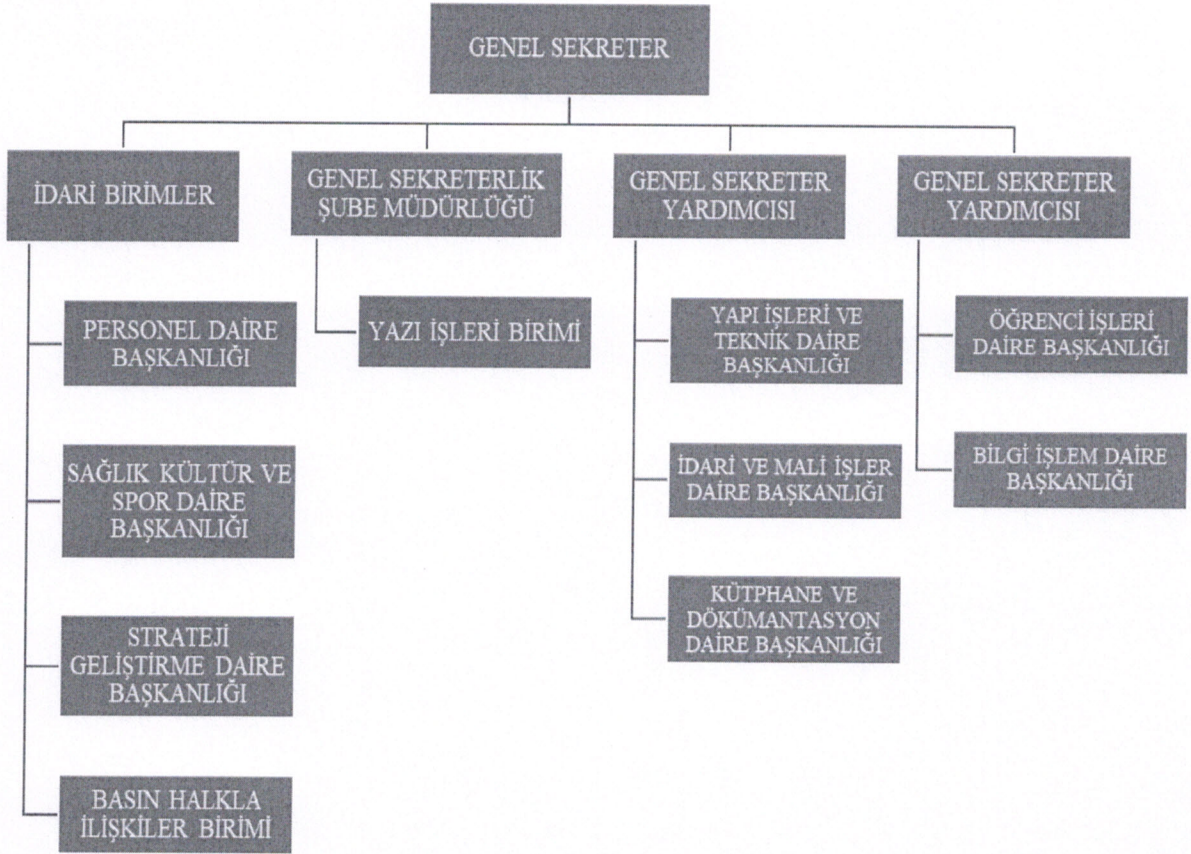 GENEL SEKRETER
İDARİ BİRİMLER
GENEL SEKRETERLİK
ŞUBE MÜDÜRLÜĞÜ
GENEL SEKRETER
YARDIMCISI
GENEL SEKRETER
YARDIMCISI
PERSONEL DAİRE
BAŞKANLIĞI
SAĞLIK KÜLTÜR VE
SPOR DAİRE
BAŞKANLIĞI
STRATEJİ
GELİŞTİRME DAİRE
BAŞKANLIĞI
BASIN HALKLA
İLİŞKİLER BİRİMİ
YAZI İŞLERİ BİRİMİ
YAPI İŞLERİ VE
TEKNİK DAİRE
BAŞKANLIĞI
İDARİ VE MALİ İŞLER
DAİRE BAŞKANLIĞI
KÜTPHANE VE
DÖKÜMANTASYON
DAİRE BAŞKANLIĞI
ÖĞRENCİ İŞLERİ
DAİRE BAŞKANLIĞI
BİLGİ İŞLEM DAİRE
BAŞKANLIĞI